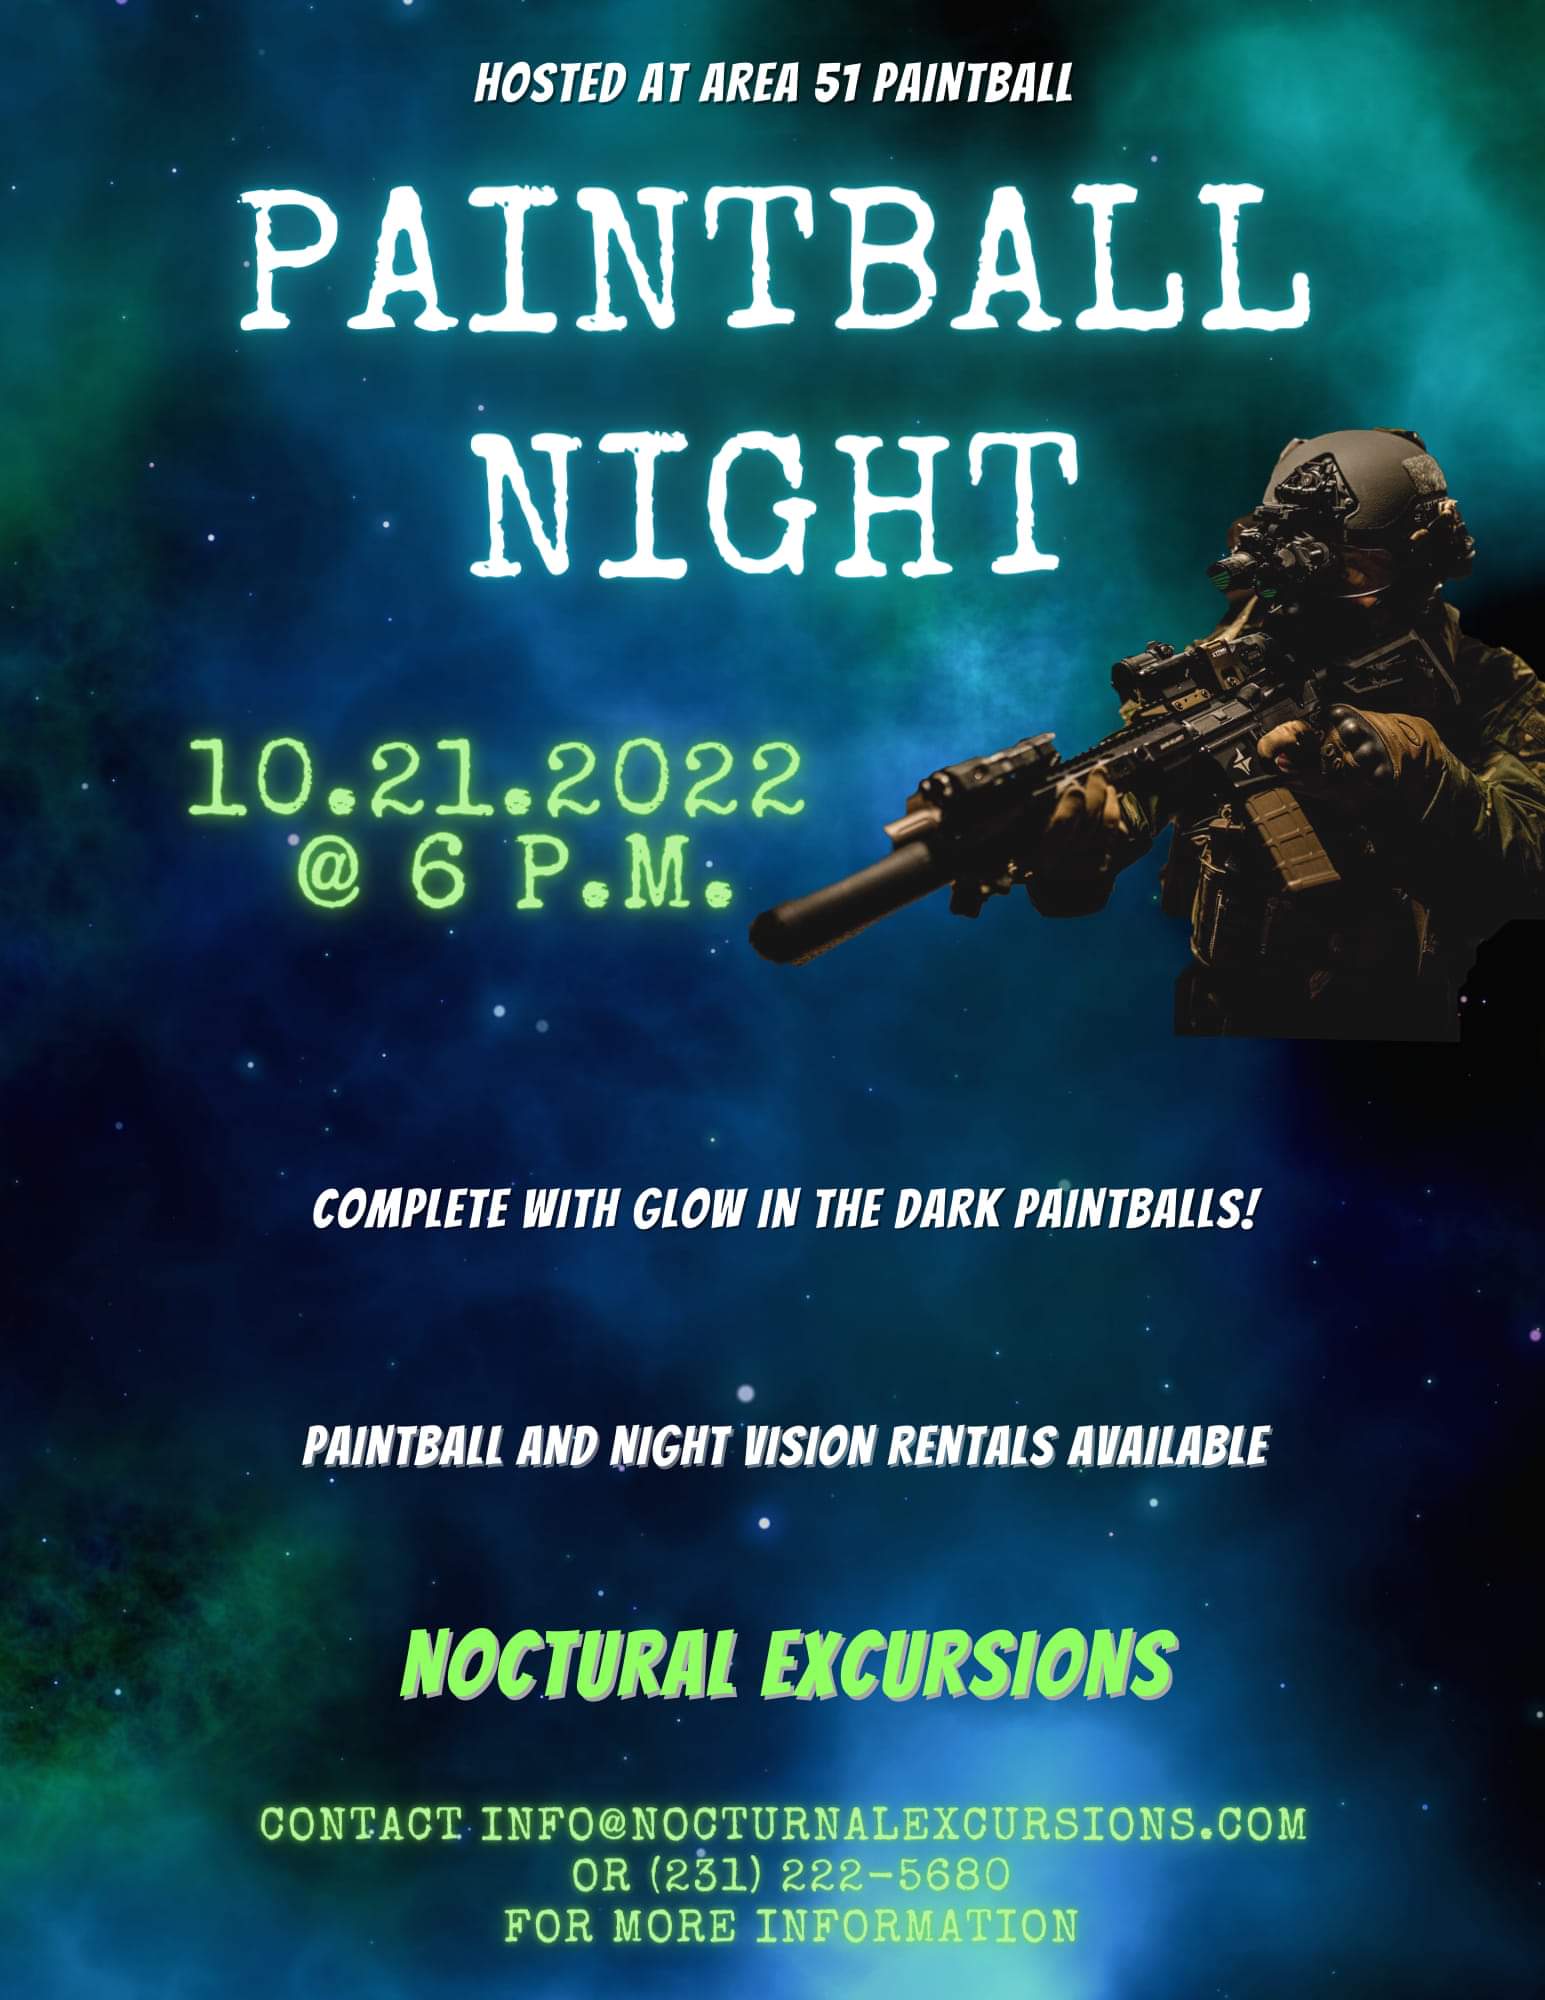 HOSTED AT AREA 51 PAINTBALL
PAINTBALL
NIGHT
10.21.2022
@ 6 P.M.
COMPLETE WITH GLOW IN THE DARK PAINTBALLS!
PAINTBALL AND NIGHT VISION RENTALS AVAILABLE
NOCTURAL EXCURSIONS
CONTACT INFO@NOCTURNALEXCURSIONS.COM
OR (231) 222-5680
FOR MORE INFORMATION